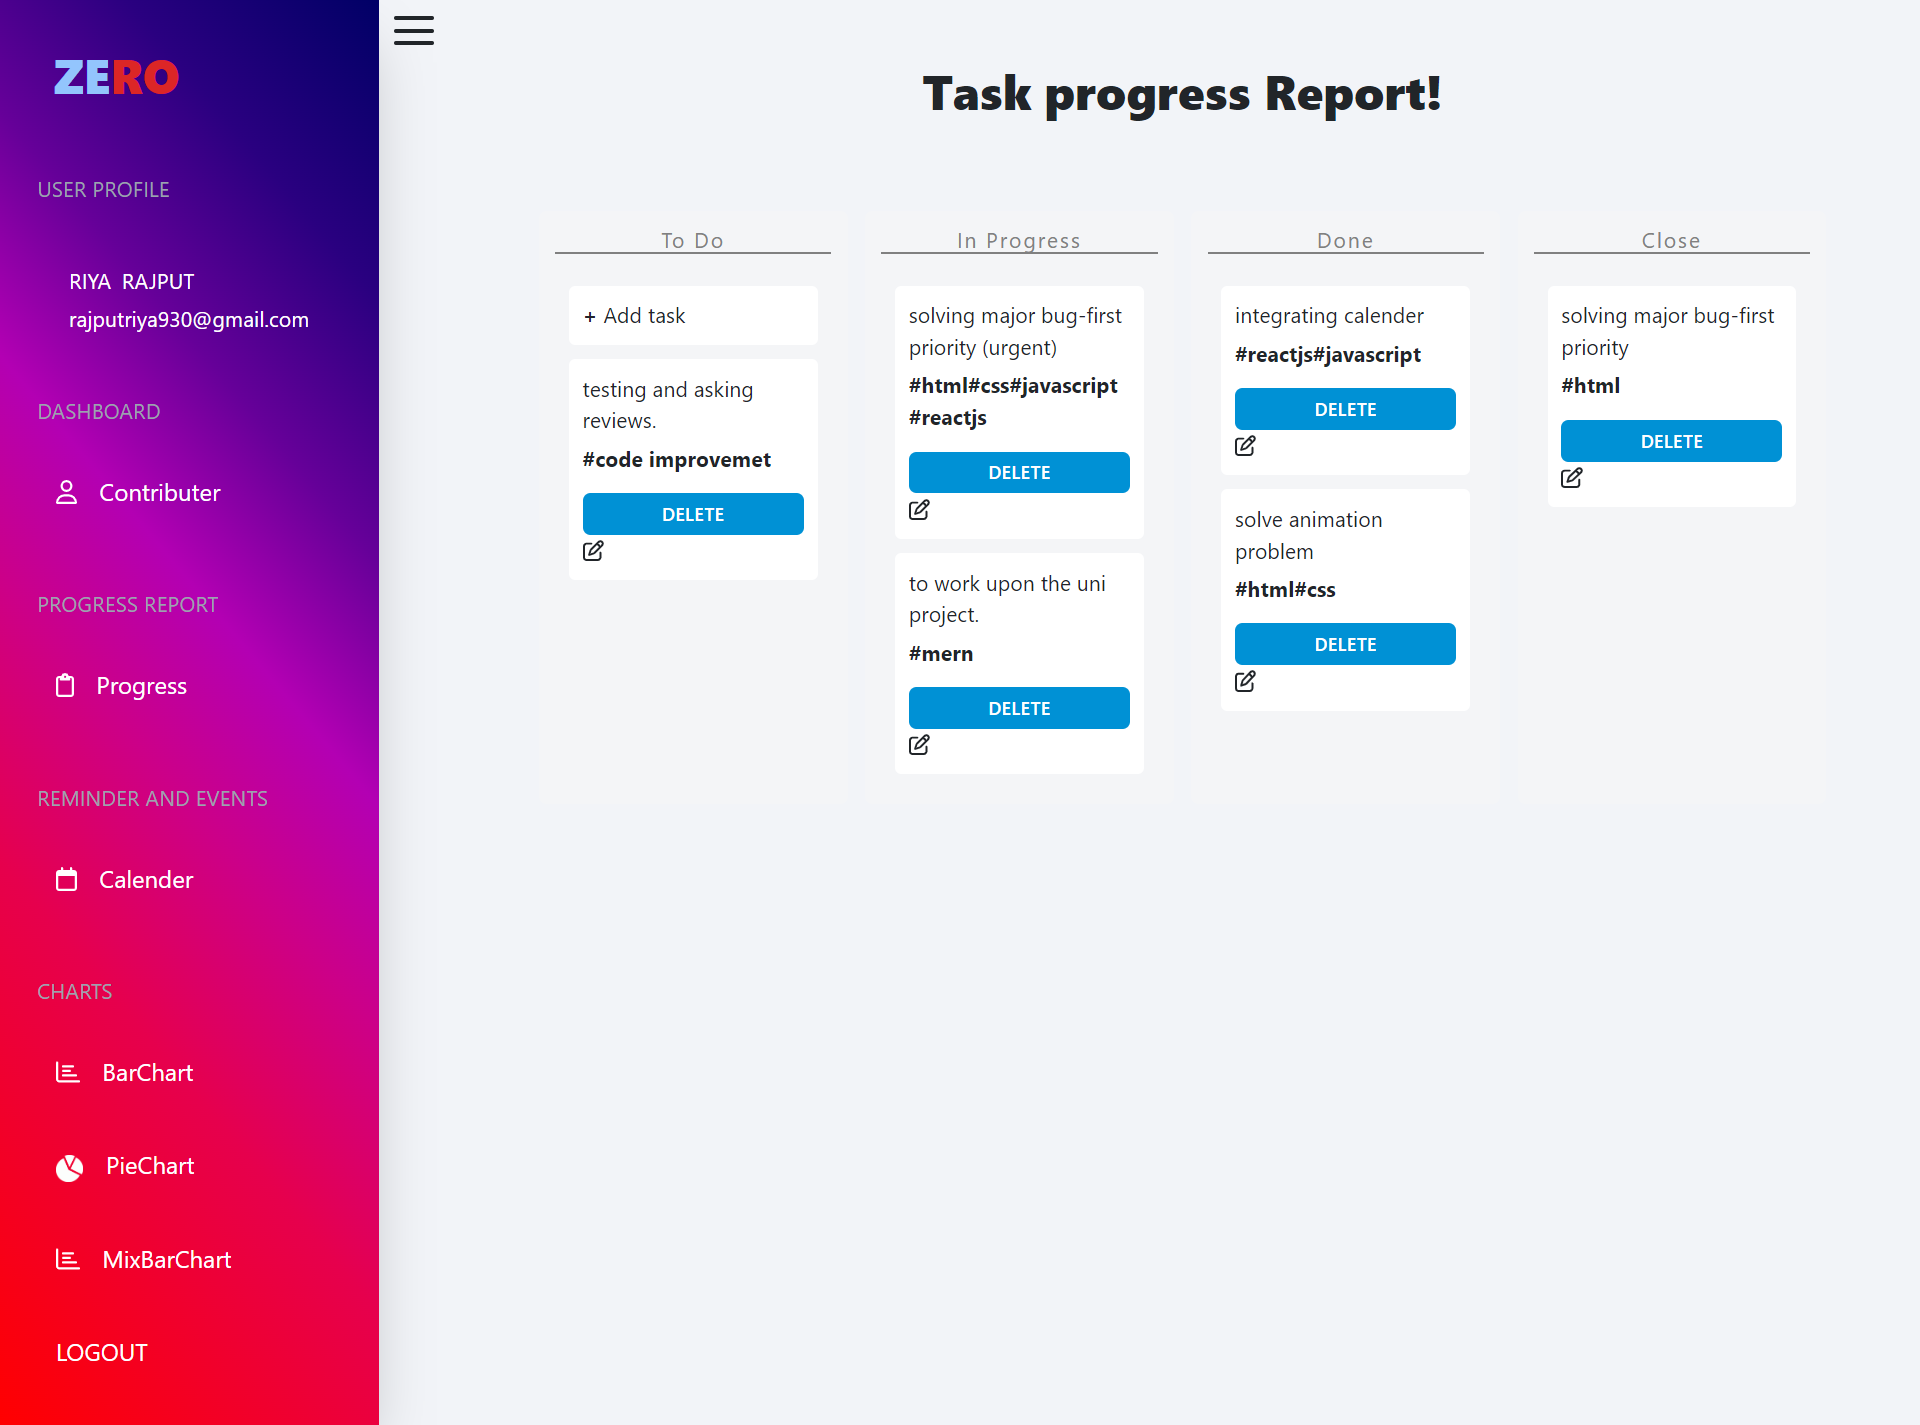 ZERO
USER PROFILE
RIYA RAJPUT
rajputriya930@gmail.com
DASHBOARD
Contributer
PROGRESS REPORT
Progress
REMINDER AND EVENTS
Calender
CHARTS
BarChart
PieChart
MixBarChart
LOGOUT
Task progress Report!
To Do
+ Add task
testing and asking
reviews.
#code improvemet
DELETE
In Progress
solving major bug-first
priority (urgent)
#html#css#javascript
#reactjs
DELETE
to work upon the uni
project.
#mern
DELETE
Done
integrating calender
#reactjs#javascript
DELETE
solve animation
problem
#html#css
DELETE
Close
solving major bug-first
priority
#html
DELETE